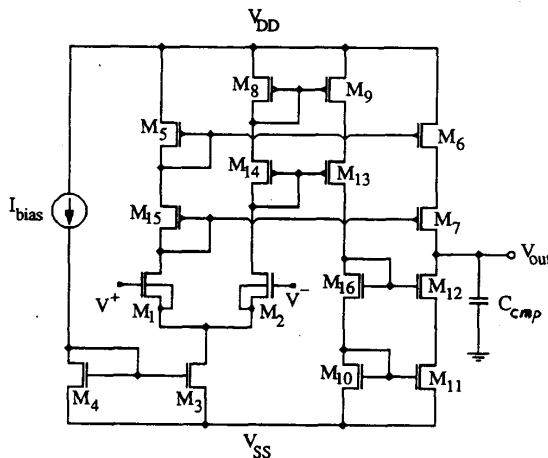 V_DD
M_8
M_9
M_5
M_6
M_14
M_13
I_bias
M_15
M_7
V_out
V^+
M_1
M_2
V^-
M_16
M_12
C_cmp
M_4
M_3
M_10
M_11
V_SS